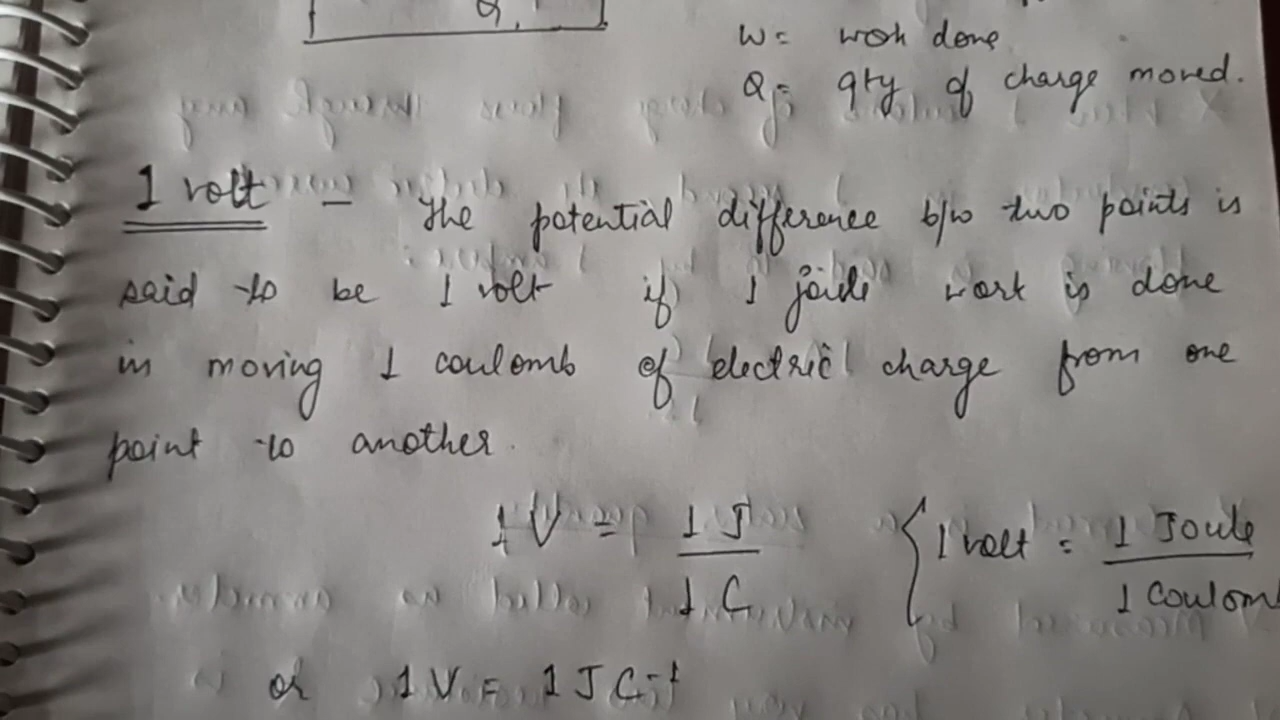 Q
W = work done
Q = qty of charge moved.
1 volt - The potential difference b/w two points is
said to be 1 volt if 1 joule work is done
in moving 1 coulomb of electric charge from one
point to another.
1 V = 1 J / 1 C { 1 volt = 1 Joule / 1 Coulom
or 1 V = 1 J C-1